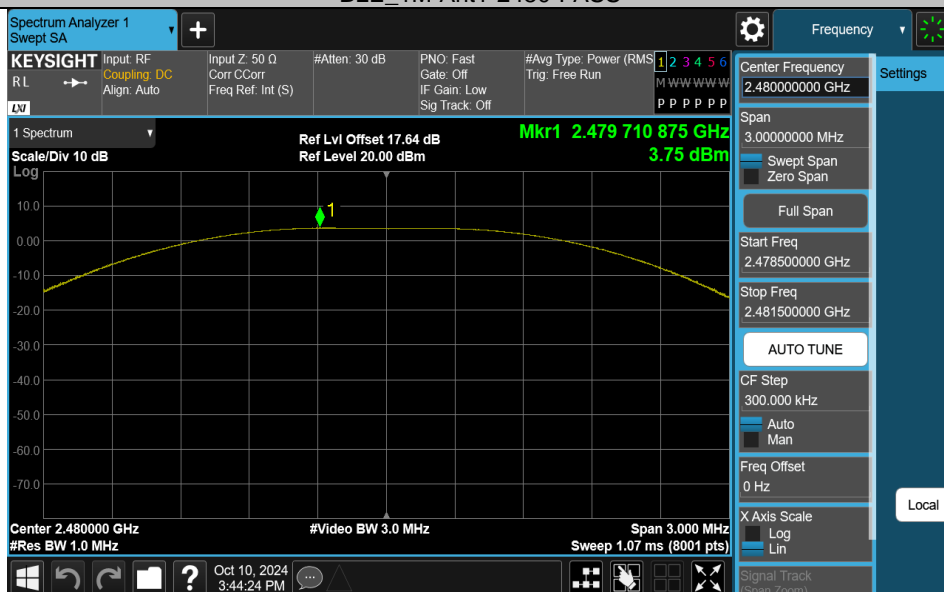 Spectrum Analyzer 1
Swept SA
+
Frequency
KEYSIGHT
RL
LXI
Input: RF
Coupling: DC
Align: Auto
Input Z: 50 Ω
Corr CCorr
Freq Ref: Int (S)
#Atten: 30 dB
PNO: Fast
Gate: Off
IF Gain: Low
Sig Track: Off
#Avg Type: Power (RMS
Trig: Free Run
1 2 3 4 5 6
M W W W W W
P P P P P P
1 Spectrum
Scale/Div 10 dB
Log
Ref Lvl Offset 17.64 dB
Ref Level 20.00 dBm
Mkr1 2.479 710 875 GHz
3.75 dBm
1
10.0
0.00
-10.0
-20.0
-30.0
-40.0
-50.0
-60.0
-70.0
Center 2.480000 GHz
#Res BW 1.0 MHz
#Video BW 3.0 MHz
Span 3.000 MHz
Sweep 1.07 ms (8001 pts)
Center Frequency
2.480000000 GHz
Span
3.00000000 MHz
Swept Span
Zero Span
Full Span
Start Freq
2.478500000 GHz
Stop Freq
2.481500000 GHz
AUTO TUNE
CF Step
300.000 kHz
Auto
Man
Freq Offset
0 Hz
X Axis Scale
Log
Lin
Signal Track
(Span Zoom)
Settings
Local
?
Oct 10, 2024
3:44:24 PM